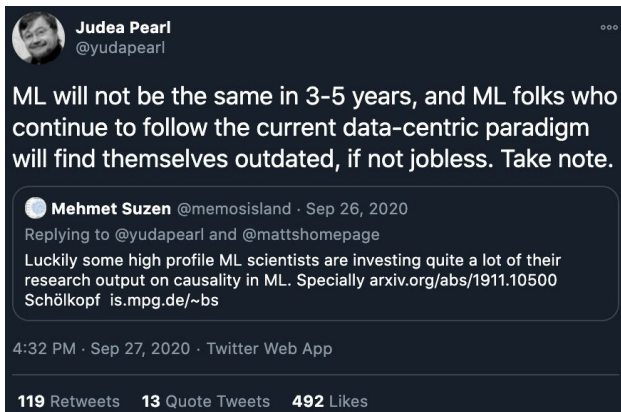 Judea Pearl
@yudapearl
ML will not be the same in 3-5 years, and ML folks who
continue to follow the current data-centric paradigm
will find themselves outdated, if not jobless. Take note.
Mehmet Suzen @memosisland · Sep 26, 2020
Replying to @yudapearl and @mattshomepage
Luckily some high profile ML scientists are investing quite a lot of their
research output on causality in ML. Specially arxiv.org/abs/1911.10500
Schölkopf is.mpg.de/~bs
4:32 PM · Sep 27, 2020 · Twitter Web App
119 Retweets 13 Quote Tweets 492 Likes